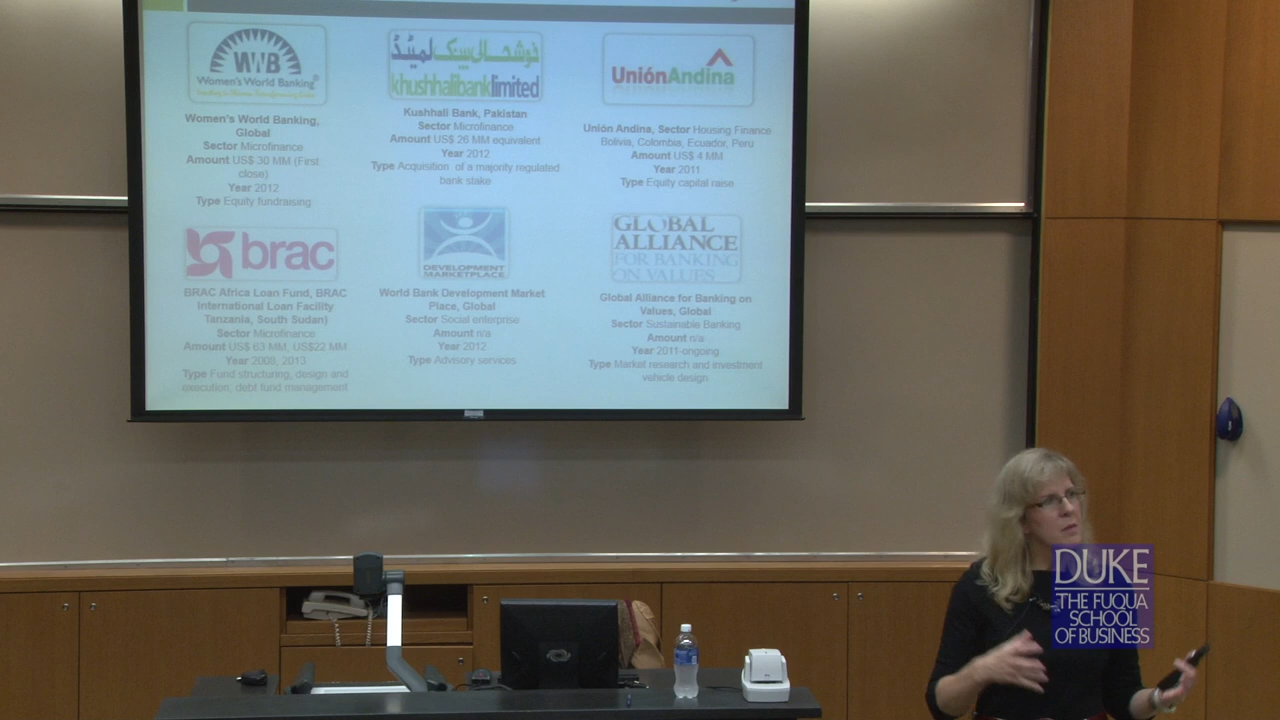 WWB
Women's World Banking®
Women's World Banking,
Global
Sector Microfinance
Amount US$ 30 MM (First
close)
Year 2012
Type Equity fundraising
خوشحالی بینک لمیٹڈ
khushhalibanklimited
Kushhali Bank, Pakistan
Sector Microfinance
Amount US$ 26 MM equivalent
Year 2012
Type Acquisition of a majority regulated
bank stake
UniónAndina
Unión Andina, Sector Housing Finance
Bolivia, Colombia, Ecuador, Peru
Amount US$ 4 MM
Year 2011
Type Equity capital raise
brac
BRAC Africa Loan Fund, BRAC
International Loan Facility
Tanzania, South Sudan)
Sector Microfinance
Amount US$ 63 MM, US$22 MM
Year 2008, 2013
Type Fund structuring, design and
execution, debt fund management
DEVELOPMENT
MARKETPLACE
World Bank Development Market
Place, Global
Sector Social enterprise
Amount n/a
Year 2012
Type Advisory services
GLOBAL
ALLIANCE
FOR BANKING
ON VALUES
Global Alliance for Banking on
Values, Global
Sector Sustainable Banking
Amount n/a
Year 2011-ongoing
Type Market research and investment
vehicle design
DUKE
THE FUQUA
SCHOOL
OF BUSINESS